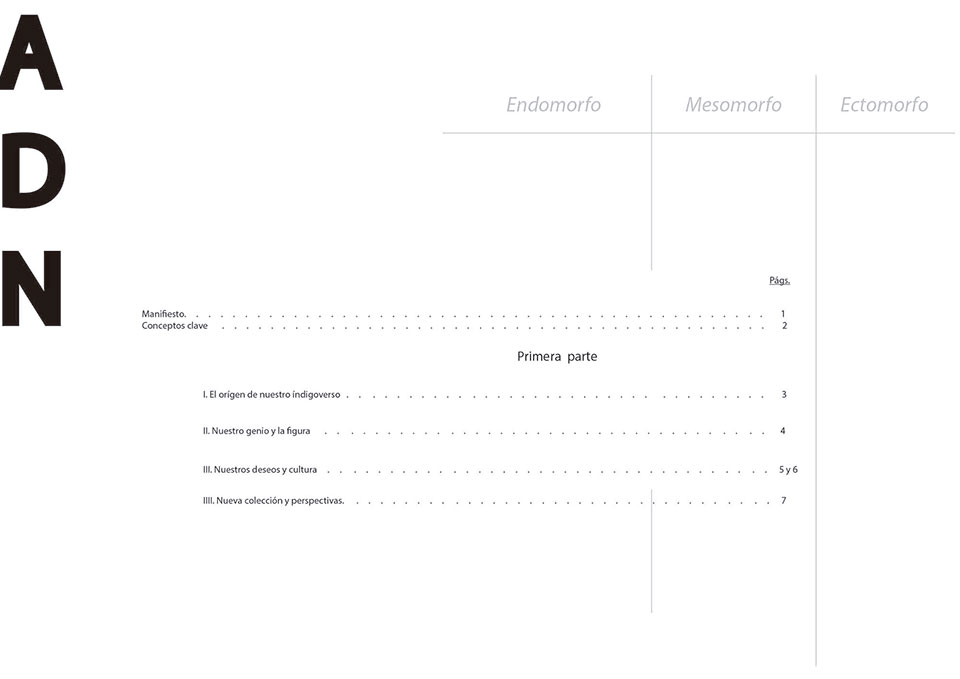 A
D
N
Endomorfo Mesomorfo Ectomorfo
Págs.
Manifiesto. . . . . . . . . . . . . . . . . . . . . . . . . . . . . . . . . . . . . . . . . . . . . . . . . 1
Conceptos clave . . . . . . . . . . . . . . . . . . . . . . . . . . . . . . . . . . . . . . . . . . . . . . 2
Primera parte
I. El orígen de nuestro índigoverso . . . . . . . . . . . . . . . . . . . . . . . . . . . . . . . . . . . 3
II. Nuestro genio y la figura . . . . . . . . . . . . . . . . . . . . . . . . . . . . . . . . . . . . . 4
III. Nuestros deseos y cultura . . . . . . . . . . . . . . . . . . . . . . . . . . . . . . . . . . . . . 5 y 6
IIII. Nueva colección y perspectivas. . . . . . . . . . . . . . . . . . . . . . . . . . . . . . . . . . . . 7